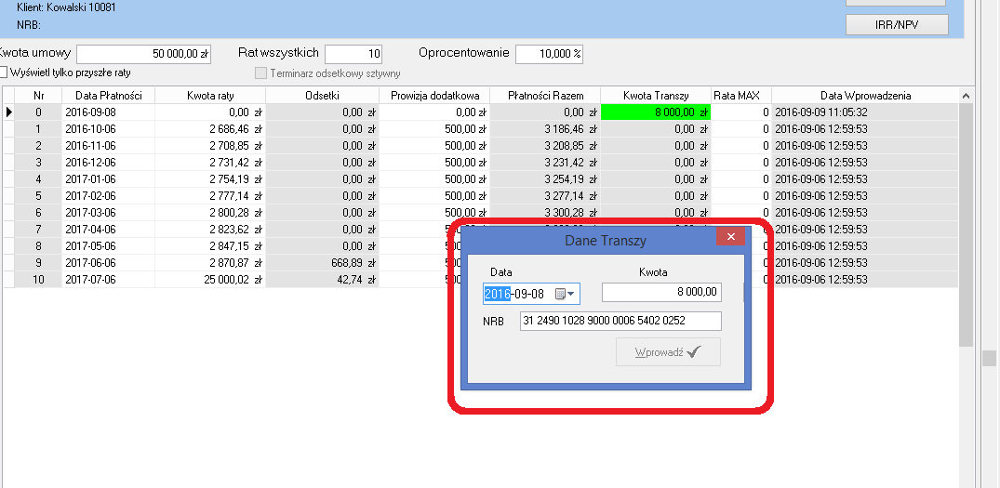 Klient: Kowalski 10081
NRB:
IRR/NPV
Kwota umowy 50 000,00 zł Rat wszystkich 10 Oprocentowanie 10,000 %
Wyświetl tylko przyszłe raty Terminarz odsetkowy sztywny
Nr Data Płatności Kwota raty Odsetki Prowizja dodatkowa Płatności Razem Kwota Transzy Rata MAX Data Wprowadzenia
0 2016-09-08 0,00 zł 0,00 zł 0,00 zł 0,00 zł 8 000,00 zł 0 2016-09-09 11:05:32
1 2016-10-06 2 686,46 zł 0,00 zł 500,00 zł 3 186,46 zł 0,00 zł 0 2016-09-06 12:59:53
2 2016-11-06 2 708,85 zł 0,00 zł 500,00 zł 3 208,85 zł 0,00 zł 0 2016-09-06 12:59:53
3 2016-12-06 2 731,42 zł 0,00 zł 500,00 zł 3 231,42 zł 0,00 zł 0 2016-09-06 12:59:53
4 2017-01-06 2 754,19 zł 0,00 zł 500,00 zł 3 254,19 zł 0,00 zł 0 2016-09-06 12:59:53
5 2017-02-06 2 777,14 zł 0,00 zł 500,00 zł 3 277,14 zł 0,00 zł 0 2016-09-06 12:59:53
6 2017-03-06 2 800,28 zł 0,00 zł 500,00 zł 3 300,28 zł 0,00 zł 0 2016-09-06 12:59:53
7 2017-04-06 2 823,62 zł 0,00 zł 0 2016-09-06 12:59:53
8 2017-05-06 2 847,15 zł 0,00 zł 0 2016-09-06 12:59:53
9 2017-06-06 2 870,87 zł 668,89 zł 0 2016-09-06 12:59:53
10 2017-07-06 25 000,02 zł 42,74 zł 0 2016-09-06 12:59:53
Dane Transzy
Data Kwota
2016-09-08 8 000,00
NRB 31 2490 1028 9000 0006 5402 0252
Wprowadź